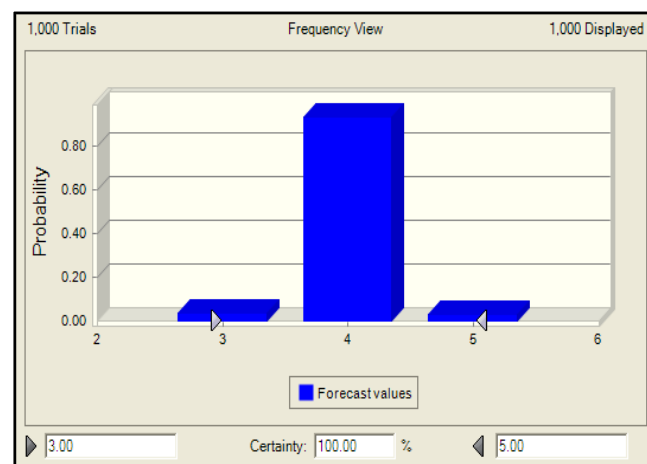 1,000 Trials Frequency View 1,000 Displayed
Probability
0.80
0.60
0.40
0.20
0.00
2 3 4 5 6
Forecast values
3.00 Certainty: 100.00 % 5.00